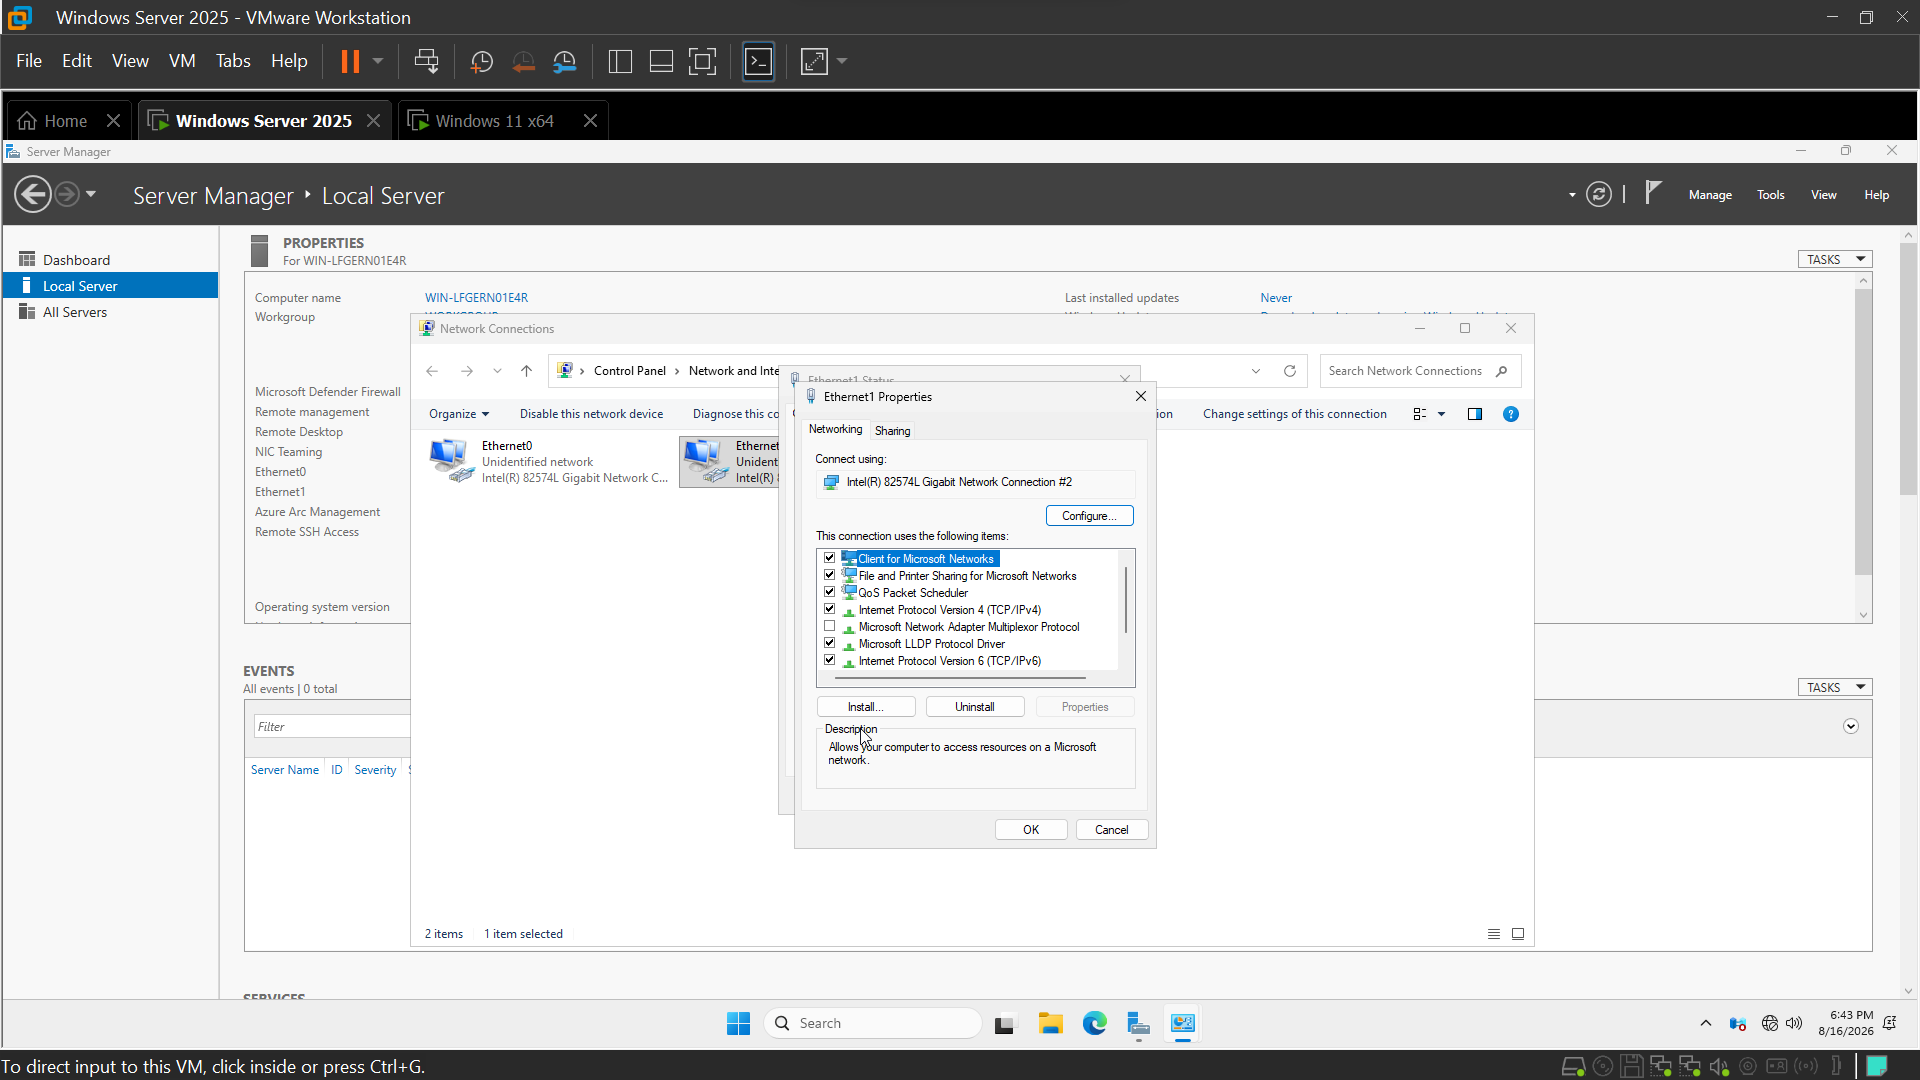 Windows Server 2025 - VMware Workstation
File Edit View VM Tabs Help
Home Windows Server 2025 Windows 11 x64
Server Manager
Server Manager Local Server
Manage Tools View Help
Dashboard
Local Server
All Servers
PROPERTIES
For WIN-LFGERN01E4R
TASKS
Computer name WIN-LFGERN01E4R
Last installed updates Never
Workgroup
Microsoft Defender Firewall
Remote management
Remote Desktop
NIC Teaming
Ethernet0
Ethernet1
Azure Arc Management
Remote SSH Access
Operating system version
Network Connections
Control Panel Network and Inte
Search Network Connections
Organize Disable this network device Diagnose this co
ion Change settings of this connection
Ethernet0
Unidentified network
Intel(R) 82574L Gigabit Network C...
Ethernet
Unident
Intel(R)
2 items 1 item selected
Ethernet1 Status
Ethernet1 Properties
Networking Sharing
Connect using:
Intel(R) 82574L Gigabit Network Connection #2
Configure...
This connection uses the following items:
Client for Microsoft Networks
File and Printer Sharing for Microsoft Networks
QoS Packet Scheduler
Internet Protocol Version 4 (TCP/IPv4)
Microsoft Network Adapter Multiplexor Protocol
Microsoft LLDP Protocol Driver
Internet Protocol Version 6 (TCP/IPv6)
Install... Uninstall Properties
Description
Allows your computer to access resources on a Microsoft
network.
OK Cancel
EVENTS
All events | 0 total
TASKS
Filter
Server Name ID Severity
SERVICES
Search
6:43 PM
8/16/2026
To direct input to this VM, click inside or press Ctrl+G.